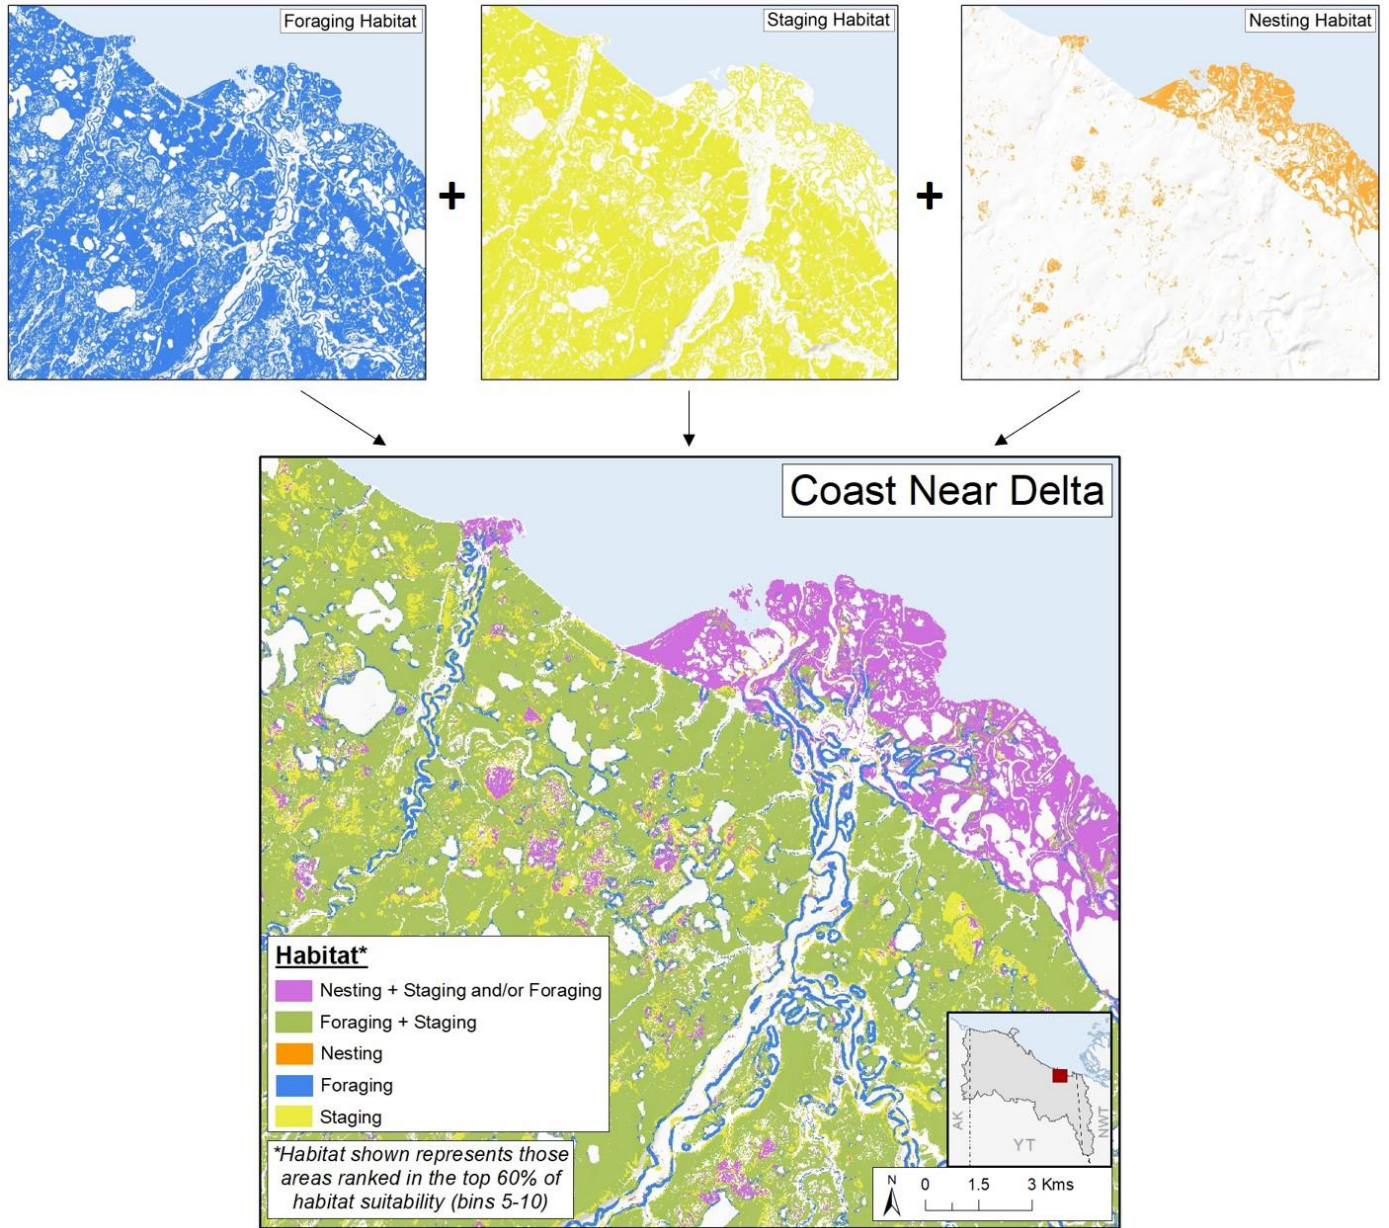 Foraging Habitat
Staging Habitat
Nesting Habitat
+
+
Coast Near Delta
Habitat*
Nesting + Staging and/or Foraging
Foraging + Staging
Nesting
Foraging
Staging
*Habitat shown represents those
areas ranked in the top 60% of
habitat suitability (bins 5-10)
AK
YT
NWT
N
0 1.5 3 Kms